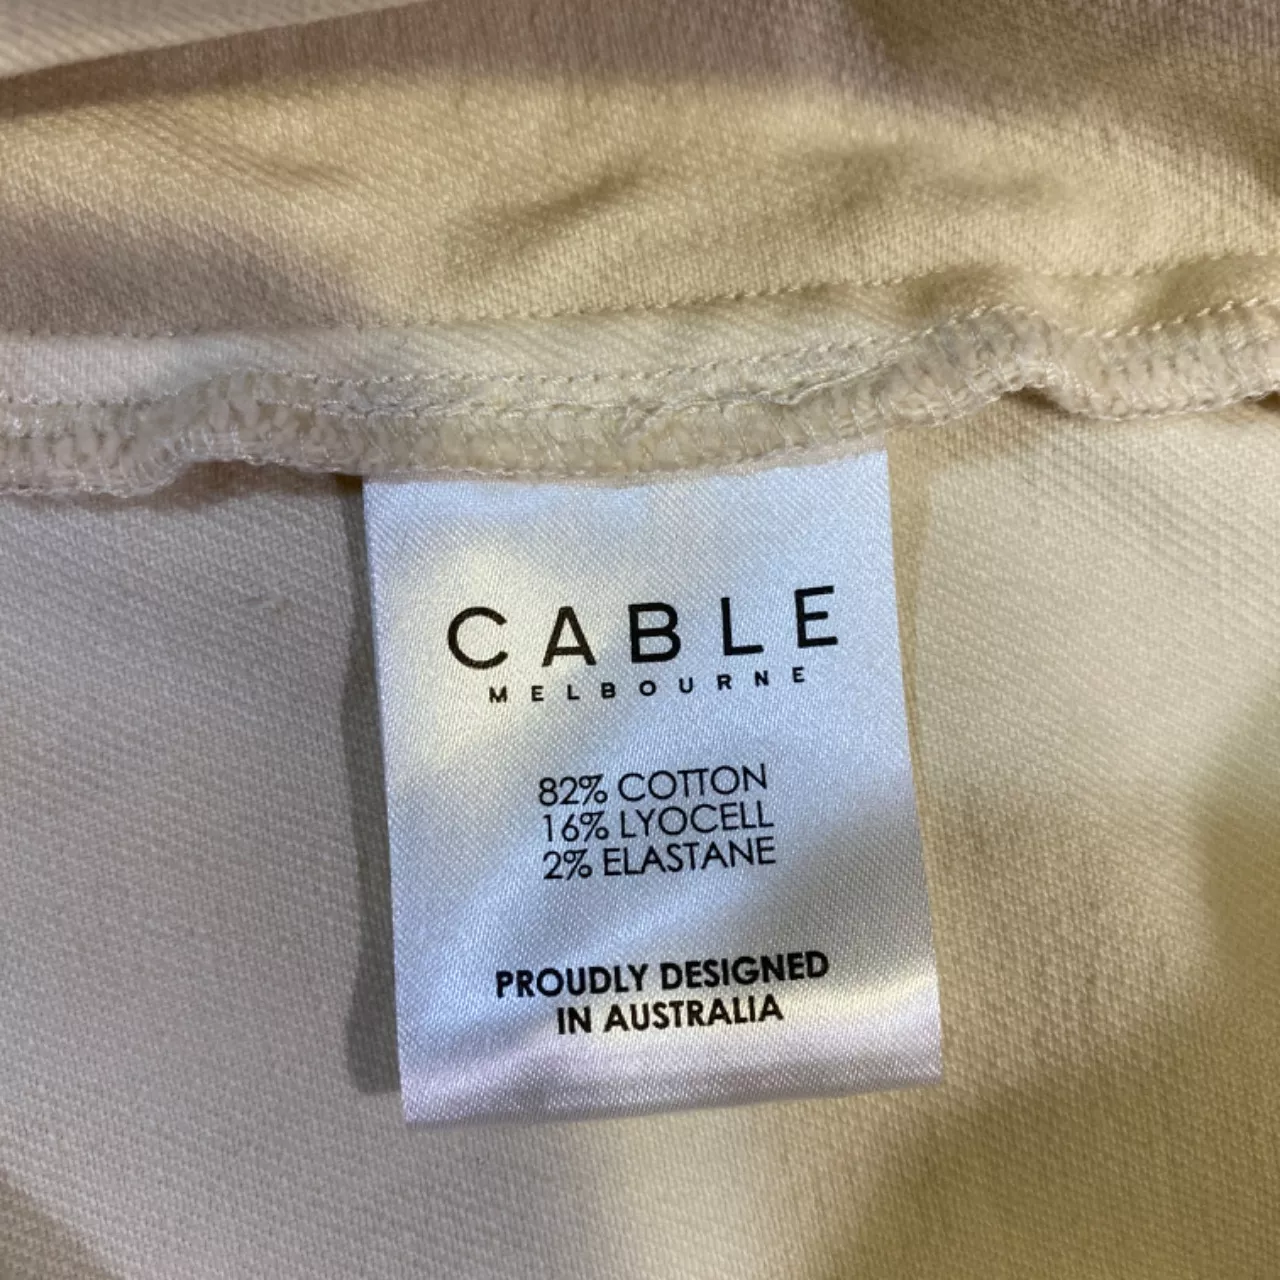 CABLE
MELBOURNE
82% COTTON
16% LYOCELL
2% ELASTANE
PROUDLY DESIGNED
IN AUSTRALIA